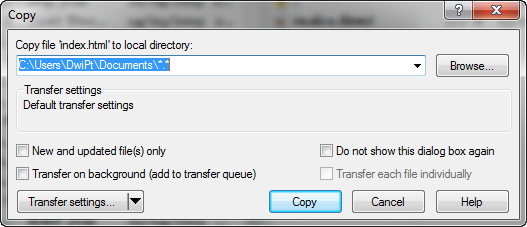 Copy
Copy file 'index.html' to local directory:
C:\Users\DwiPt\Documents\*.*
Browse...
Transfer settings
Default transfer settings
New and updated file(s) only
Do not show this dialog box again
Transfer on background (add to transfer queue)
Transfer each file individually
Transfer settings...
Copy
Cancel
Help